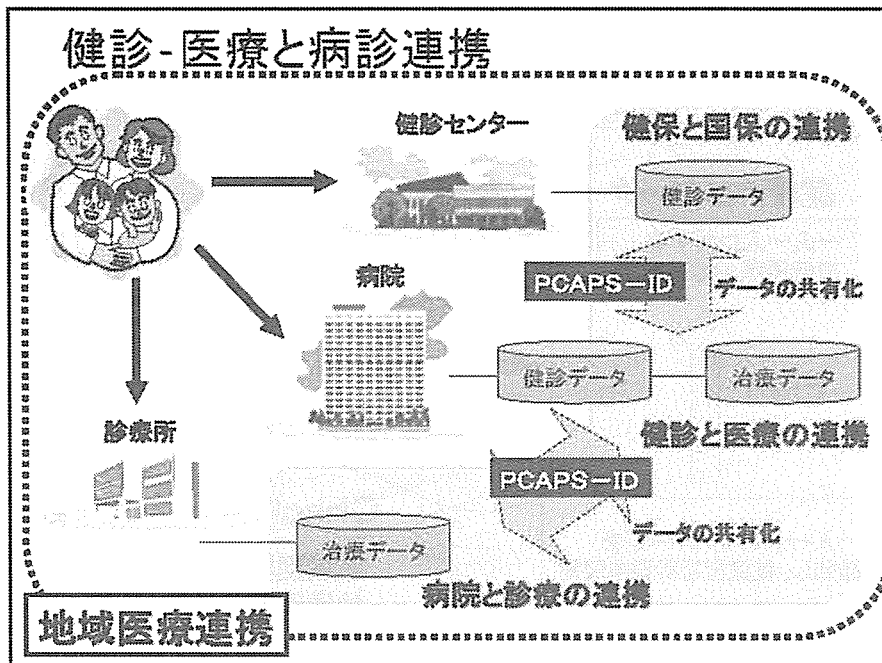 健診-医療と病診連携
健診センター
健保と国保の連携
健診データ
病院
PCAPS-ID
データの共有化
健診データ
治療データ
診療所
健診と医療の連携
PCAPS-ID
データの共有化
治療データ
病院と診療の連携
地域医療連携